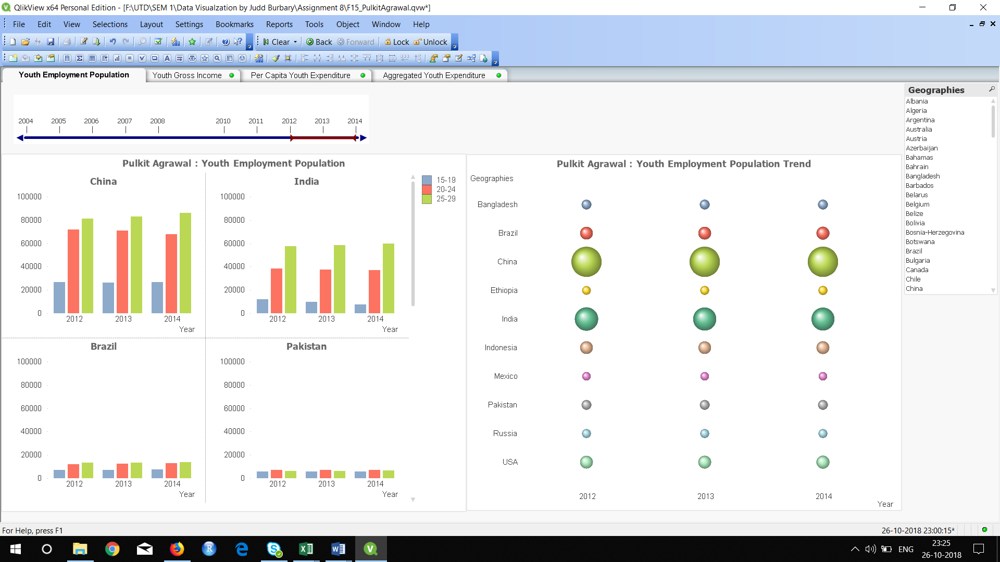 QlikView x64 Personal Edition - [F:\UTD\SEM 1\Data Visualzation by Judd Burbary\Assignment 8\F15_PulkitAgrawal.qvw*]
File Edit View Selections Layout Settings Bookmarks Reports Tools Object Window Help
Clear Back Forward Lock Unlock
Youth Employment Population Youth Gross Income Per Capita Youth Expenditure Aggregated Youth Expenditure
2004 2005 2006 2007 2008 2010 2011 2012 2013 2014
Pulkit Agrawal : Youth Employment Population
China
100000
80000
60000
40000
20000
0
2012 2013 2014
Year
India
100000
80000
60000
40000
20000
0
2012 2013 2014
Year
15-19
20-24
25-29
Brazil
100000
80000
60000
40000
20000
0
2012 2013 2014
Year
Pakistan
100000
80000
60000
40000
20000
0
2012 2013 2014
Year
Pulkit Agrawal : Youth Employment Population Trend
Geographies
Bangladesh
Brazil
China
Ethiopia
India
Indonesia
Mexico
Pakistan
Russia
USA
2012 2013 2014
Year
Geographies
Albania
Algeria
Argentina
Australia
Austria
Azerbaijan
Bahamas
Bahrain
Bangladesh
Barbados
Belarus
Belgium
Belize
Bolivia
Bosnia-Herzegovina
Botswana
Brazil
Bulgaria
Canada
Chile
China
For Help, press F1
26-10-2018 23:00:15*
ENG
23:25
26-10-2018